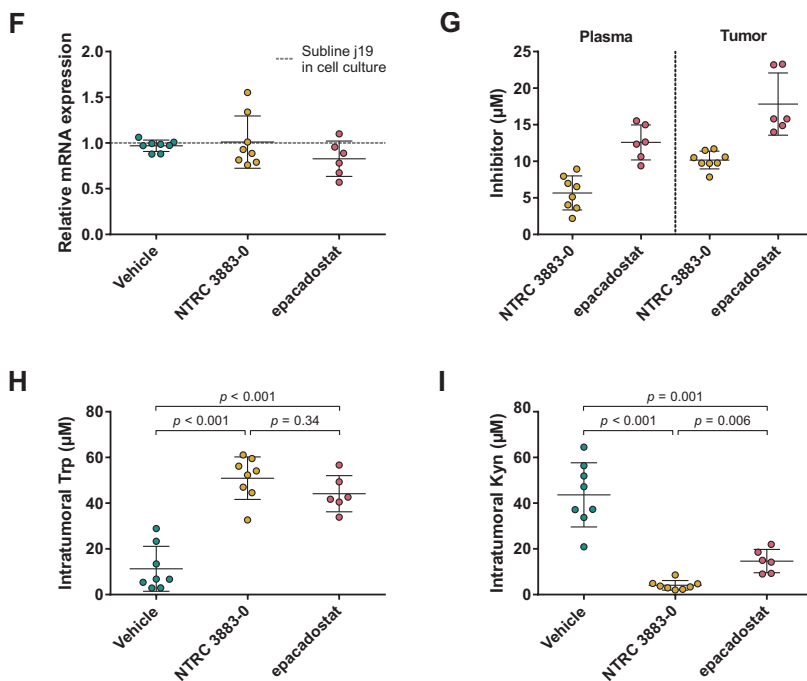 F
Relative mRNA expression
2.0
1.5
1.0
0.5
0.0
Subline j19
in cell culture
Vehicle
NTRC 3883-0
epacadostat
G
Plasma
Tumor
Inhibitor (µM)
25
20
15
10
5
0
NTRC 3883-0
epacadostat
NTRC 3883-0
epacadostat
H
p < 0.001
p < 0.001
p = 0.34
Intratumoral Trp (µM)
80
60
40
20
0
Vehicle
NTRC 3883-0
epacadostat
I
p = 0.001
p < 0.001
p = 0.006
Intratumoral Kyn (µM)
80
60
40
20
0
Vehicle
NTRC 3883-0
epacadostat